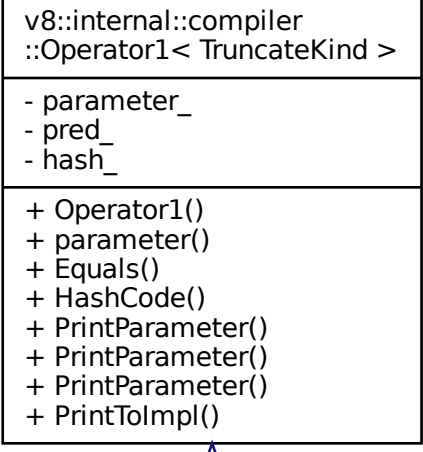 v8::internal::compiler
::Operator1< TruncateKind >
- parameter_
- pred_
- hash_
+ Operator1()
+ parameter()
+ Equals()
+ HashCode()
+ PrintParameter()
+ PrintParameter()
+ PrintParameter()
+ PrintToImpl()